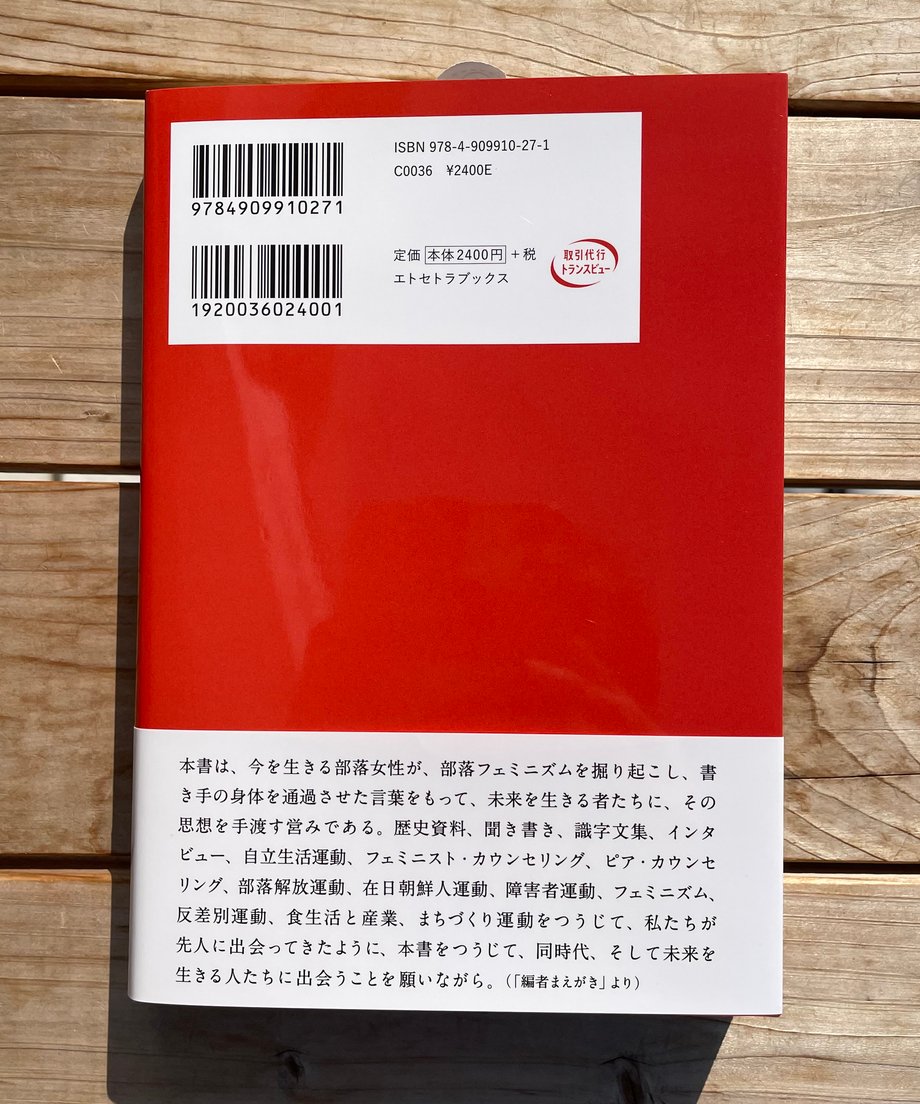 ISBN 978-4-909910-27-1
C0036 ¥2400E
9784909910271
定価 本体2400円 +税
エトセトラブックス
取引代行
トランスビュー
1920036024001
本書は、今を生きる部落女性が、部落フェミニズムを掘り起こし、書
き手の身体を通過させた言葉をもって、未来を生きる者たちに、その
思想を手渡す営みである。歴史資料、聞き書き、識字文集、インタ
ビュー、自立生活運動、フェミニスト・カウンセリング、ピア・カウンセ
リング、部落解放運動、在日朝鮮人運動、障害者運動、フェミニズム、
反差別運動、食生活と産業、まちづくり運動をつうじて、私たちが
先人に出会ってきたように、本書をつうじて、同時代、そして未来を
生きる人たちに出会うことを願いながら。(「編者まえがき」より)